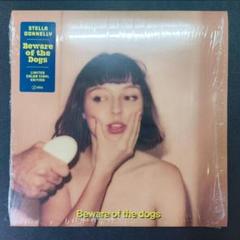 STELLA
DONNELLY
Beware
of the
Dogs
LIMITED
COLOR VINYL
EDITION
Beware of the dogs